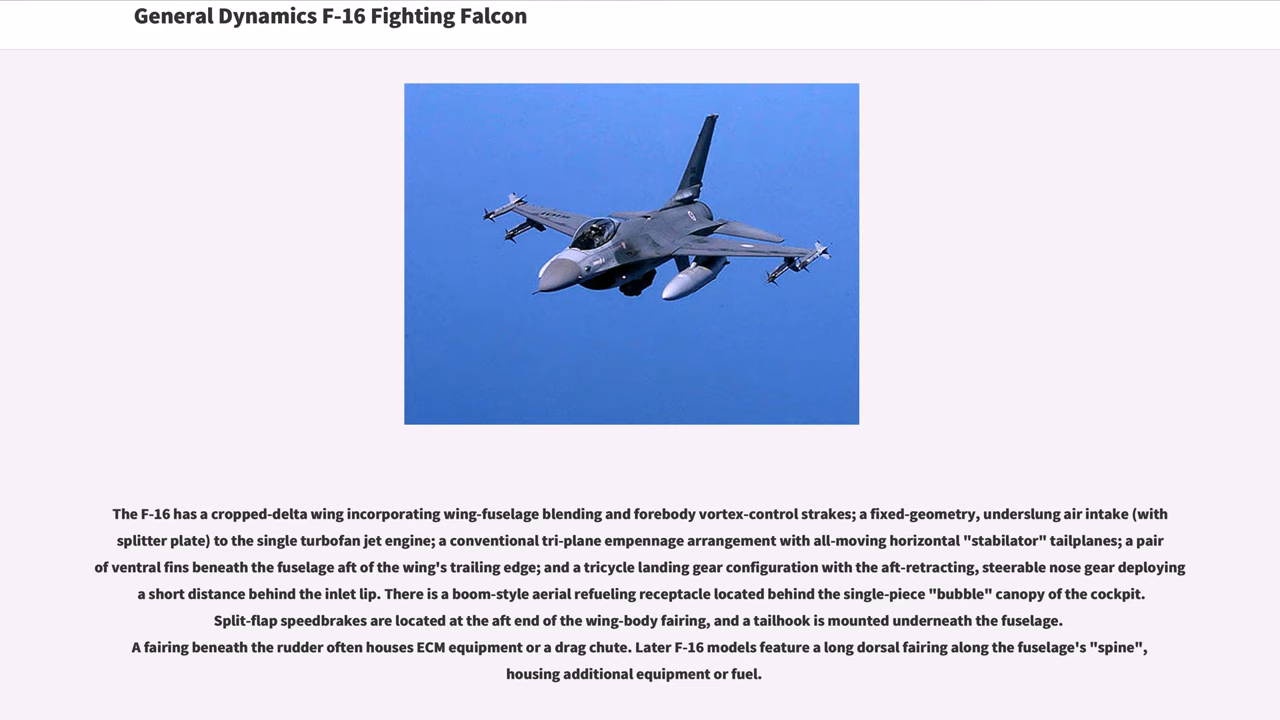 General Dynamics F-16 Fighting Falcon
The F-16 has a cropped-delta wing incorporating wing-fuselage blending and forebody vortex-control strakes; a fixed-geometry, underslung air intake (with
splitter plate) to the single turbofan jet engine; a conventional tri-plane empennage arrangement with all-moving horizontal "stabilator" tailplanes; a pair
of ventral fins beneath the fuselage aft of the wing's trailing edge; and a tricycle landing gear configuration with the aft-retracting, steerable nose gear deploying
a short distance behind the inlet lip. There is a boom-style aerial refueling receptacle located behind the single-piece "bubble" canopy of the cockpit.
Split-flap speedbrakes are located at the aft end of the wing-body fairing, and a tailhook is mounted underneath the fuselage.
A fairing beneath the rudder often houses ECM equipment or a drag chute. Later F-16 models feature a long dorsal fairing along the fuselage's "spine",
housing additional equipment or fuel.